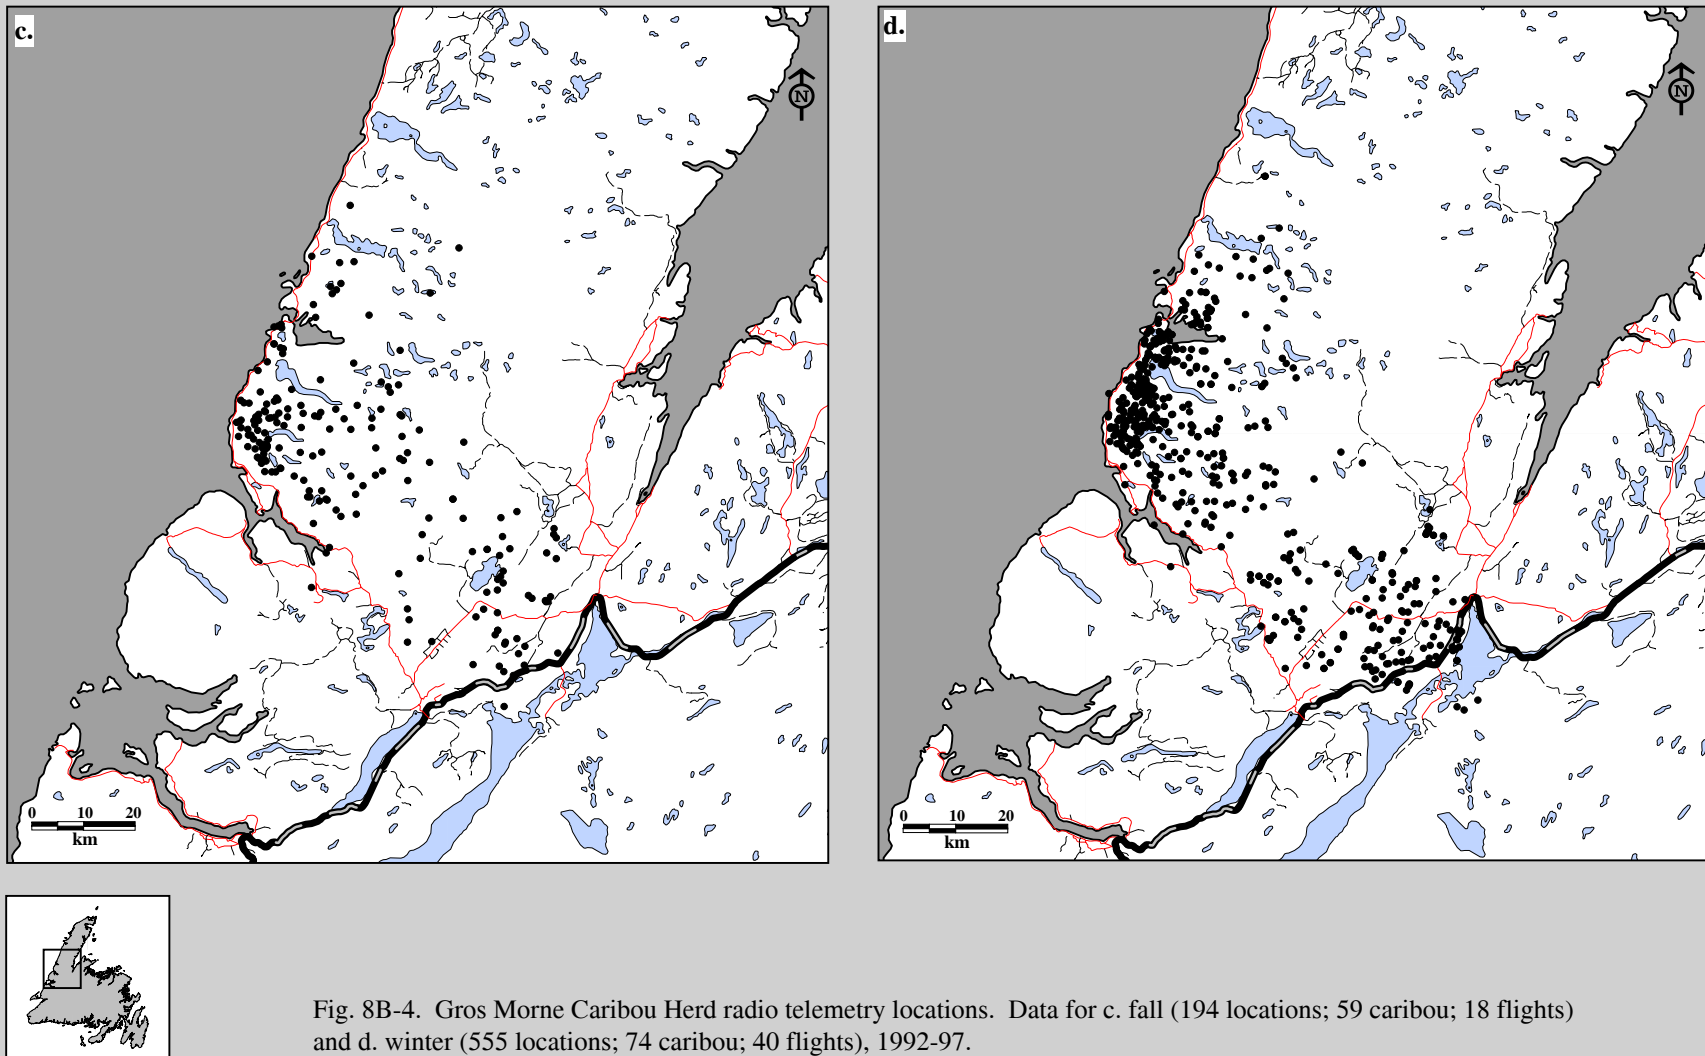 c.
N
0 10 20
km
d.
N
0 10 20
km
Fig. 8B-4. Gros Morne Caribou Herd radio telemetry locations. Data for c. fall (194 locations; 59 caribou; 18 flights)
and d. winter (555 locations; 74 caribou; 40 flights), 1992-97.